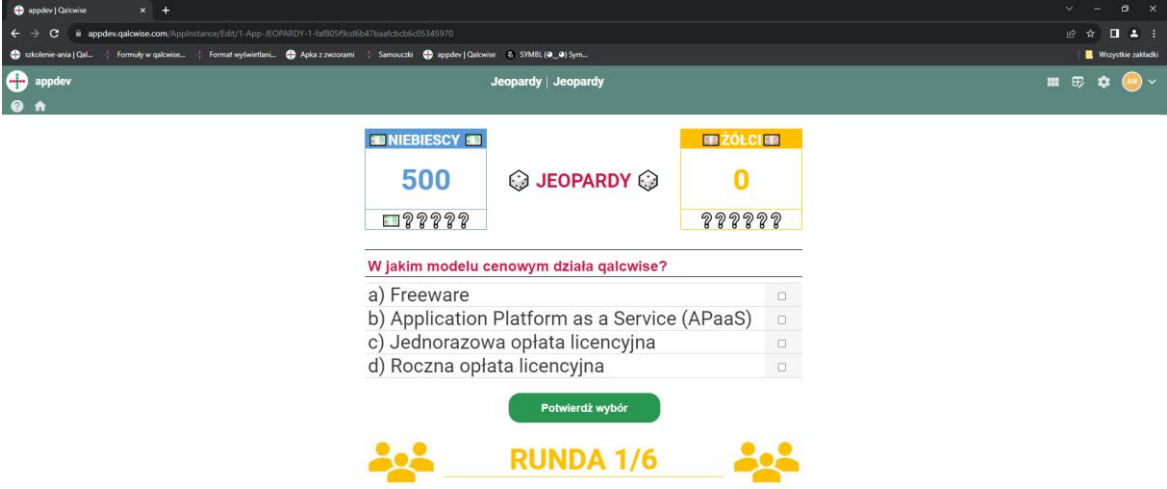 appdev | Qalcwise
appdev.qalcwise.com/AppInstance/Edit/1-App-JEOPARDY-1-faf805f9cd6b47baafcbcb6c05345970
szkolenie-ania | Qal... Formuły w qalcwise... Format wyświetlani... Apka z zwzorami Samouczki appdev | Qalcwise SYMBL (◕‿◕) Sym... Wszystkie zakładki
appdev Jeopardy | Jeopardy AN
NIEBIESCY ŻÓŁCI
500 JEOPARDY 0
????? ??????
W jakim modelu cenowym działa qalcwise?
a) Freeware
b) Application Platform as a Service (APaaS)
c) Jednorazowa opłata licencyjna
d) Roczna opłata licencyjna
Potwierdź wybór
RUNDA 1/6